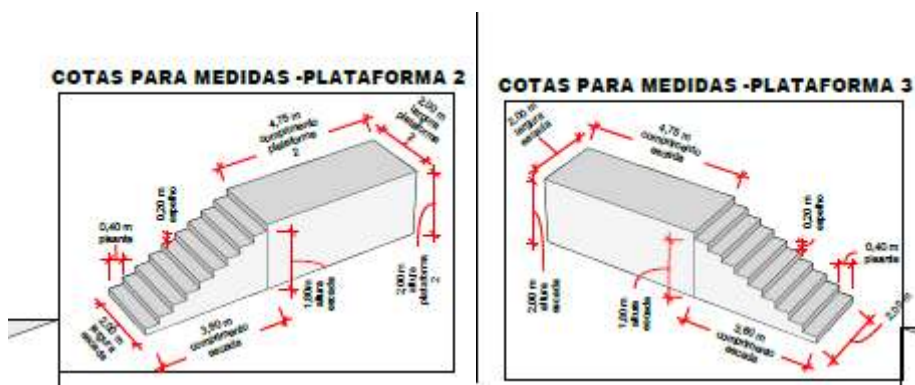 COTAS PARA MEDIDAS -PLATAFORMA 2
4,75 m
comprimento
plataforma
2
2,00 m
largura
plataforma
2
0,20 m
espelho
0,40 m
pisante
2,00 m
largura
escada
3,60 m
comprimento
escada
1,80m
altura
escada
2,00m
altura
plataforma
2
COTAS PARA MEDIDAS -PLATAFORMA 3
2,00 m
largura
escada
4,75 m
comprimento
escada
0,20 m
espelho
0,40 m
pisante
2,00 m
altura
escada
1,80 m
altura
escada
3,60 m
comprimento
escada
2,00 m